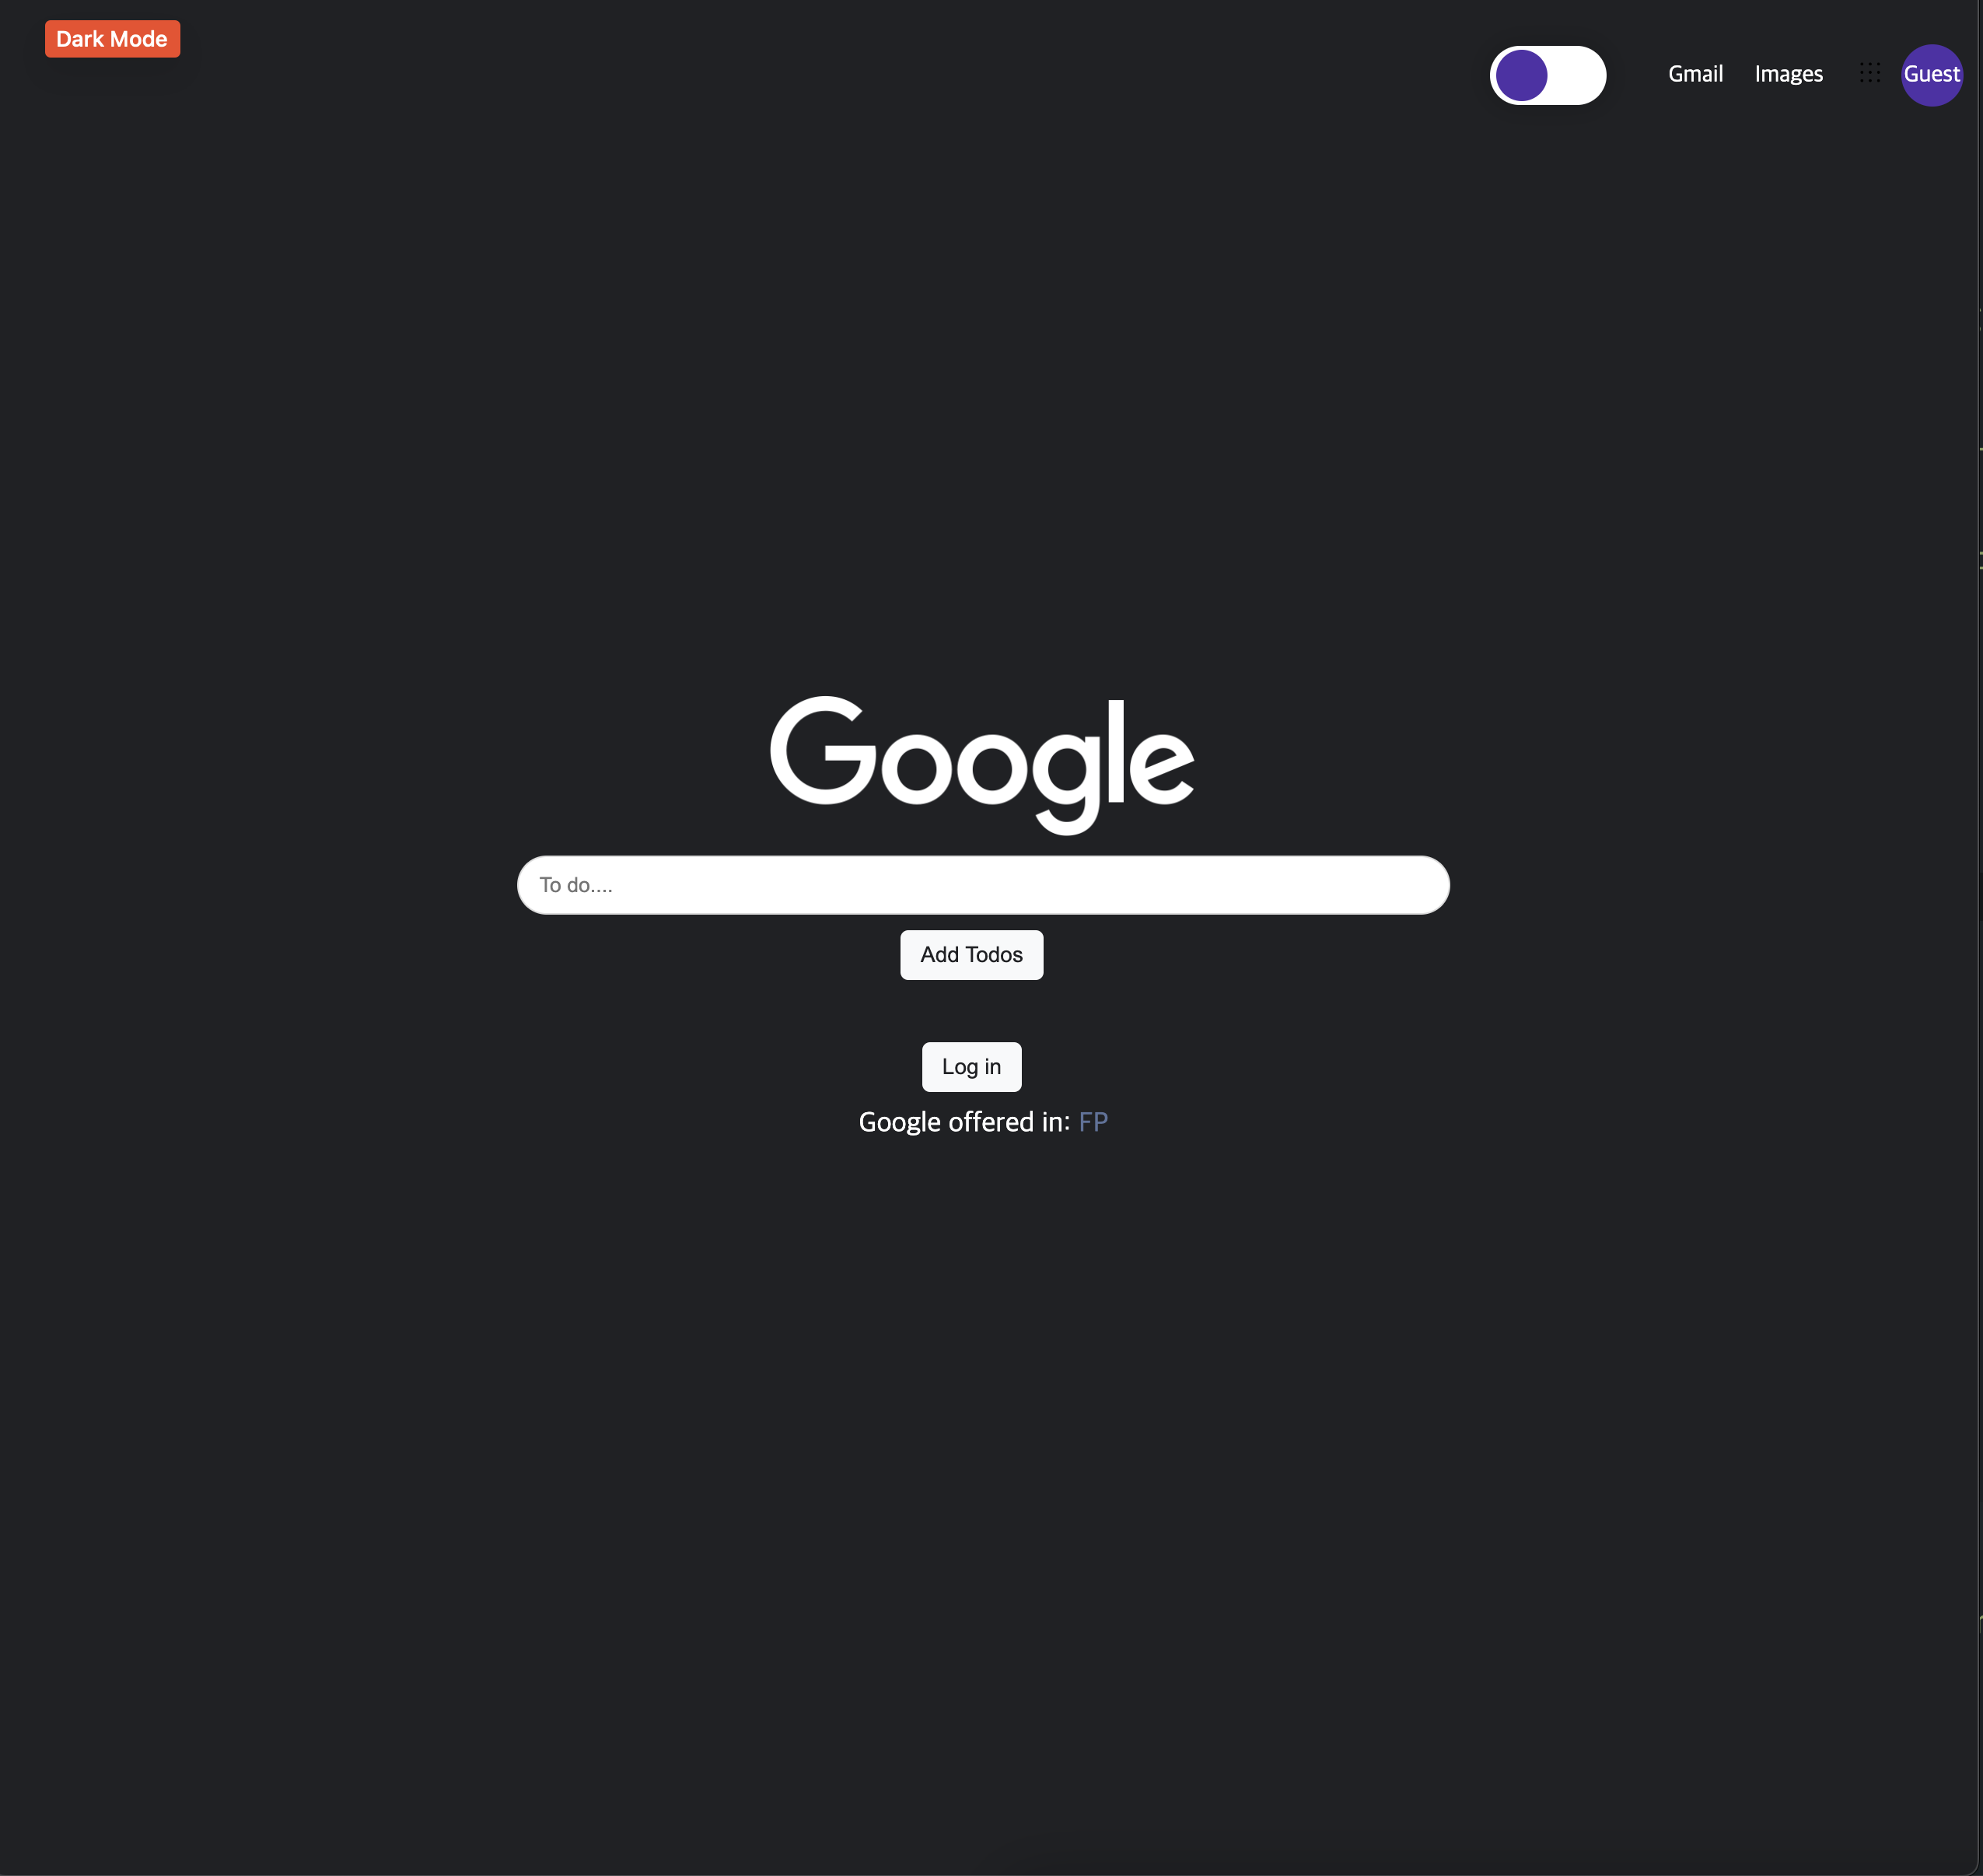 Dark Mode
Gmail Images Guest
Google
To do....
Add Todos
Log in
Google offered in: FP